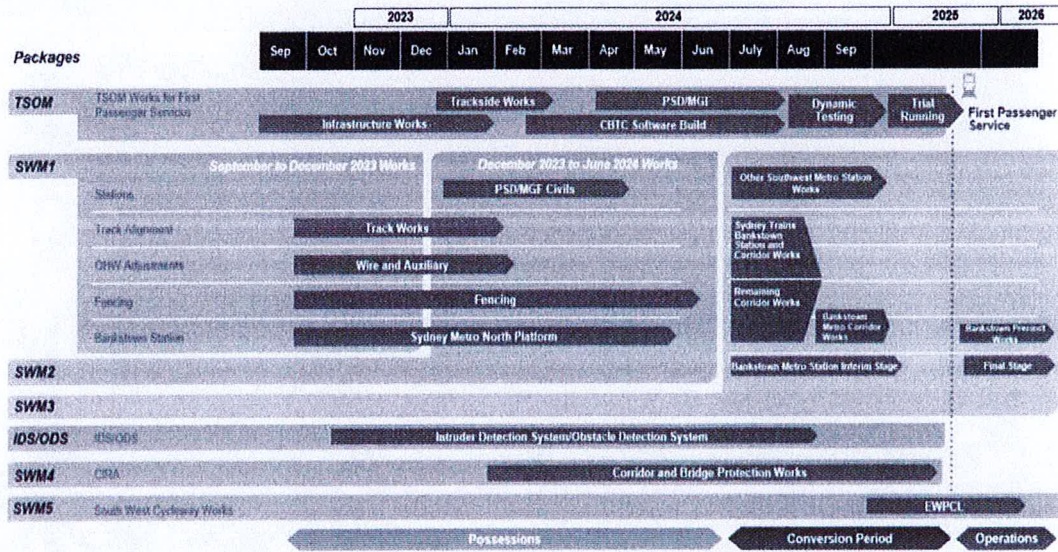 2023
2024
2025
2026
Packages
Sep
Oct
Nov
Dec
Jan
Feb
Mar
Apr
May
Jun
July
Aug
Sep
TSOM
TSOM Works for First
Passenger Services
Trackside Works
PSD/MGF
Infrastructure Works
CBTC Software Build
Dynamic
Testing
Trial
Running
First Passenger
Service
SWM1
September to December 2023 Works
December 2023 to June 2024 Works
Stations
PSD/MGF Civils
Other Southwest Metro Station
Works
Track Alignment
Track Works
Sydney Trains
Bankstown
Station and
Corridor Works
OHW Adjustments
Wire and Auxiliary
Fencing
Fencing
Remaining
Corridor Works
Bankstown Station
Sydney Metro North Platform
Bankstown
Metro Corridor
Works
Bankstown Precinct
Works
SWM2
Bankstown Metro Station Interim Stage
Final Stage
SWM3
IDS/ODS
IDS/ODS
Intruder Detection System/Obstacle Detection System
SWM4
CIRA
Corridor and Bridge Protection Works
SWM5
South West Cycleway Works
EWPCL
Possessions
Conversion Period
Operations